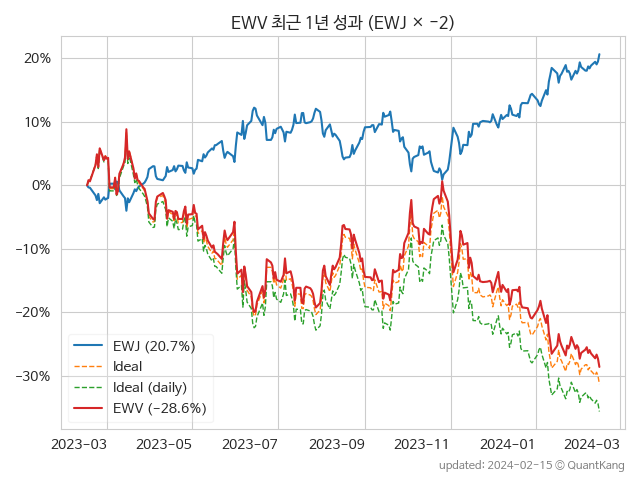 EWV 최근 1년 성과 (EWJ × −2)
20%
10%
0%
−10%
−20%
−30%
EWJ (20.7%)
Ideal
Ideal (daily)
EWV (−28.6%)
2023-03
2023-05
2023-07
2023-09
2023-11
2024-01
2024-03
updated: 2024-02-15 © QuantKang